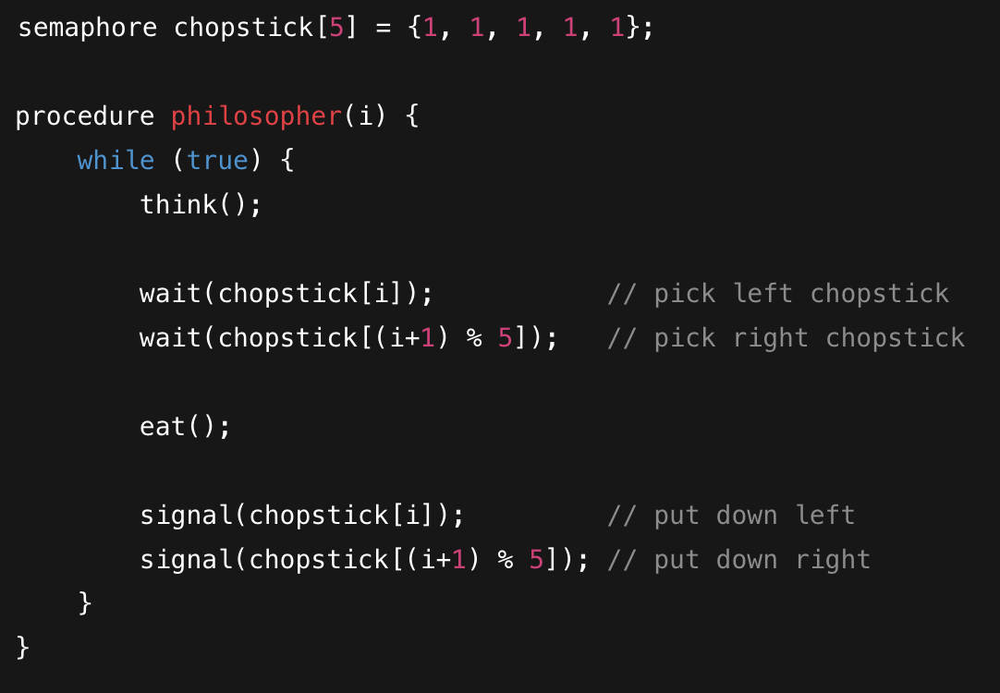 semaphore chopstick[5] = {1, 1, 1, 1, 1};

procedure philosopher(i) {
    while (true) {
        think();

        wait(chopstick[i]);           // pick left chopstick
        wait(chopstick[(i+1) % 5]);   // pick right chopstick

        eat();

        signal(chopstick[i]);         // put down left
        signal(chopstick[(i+1) % 5]); // put down right
    }
}